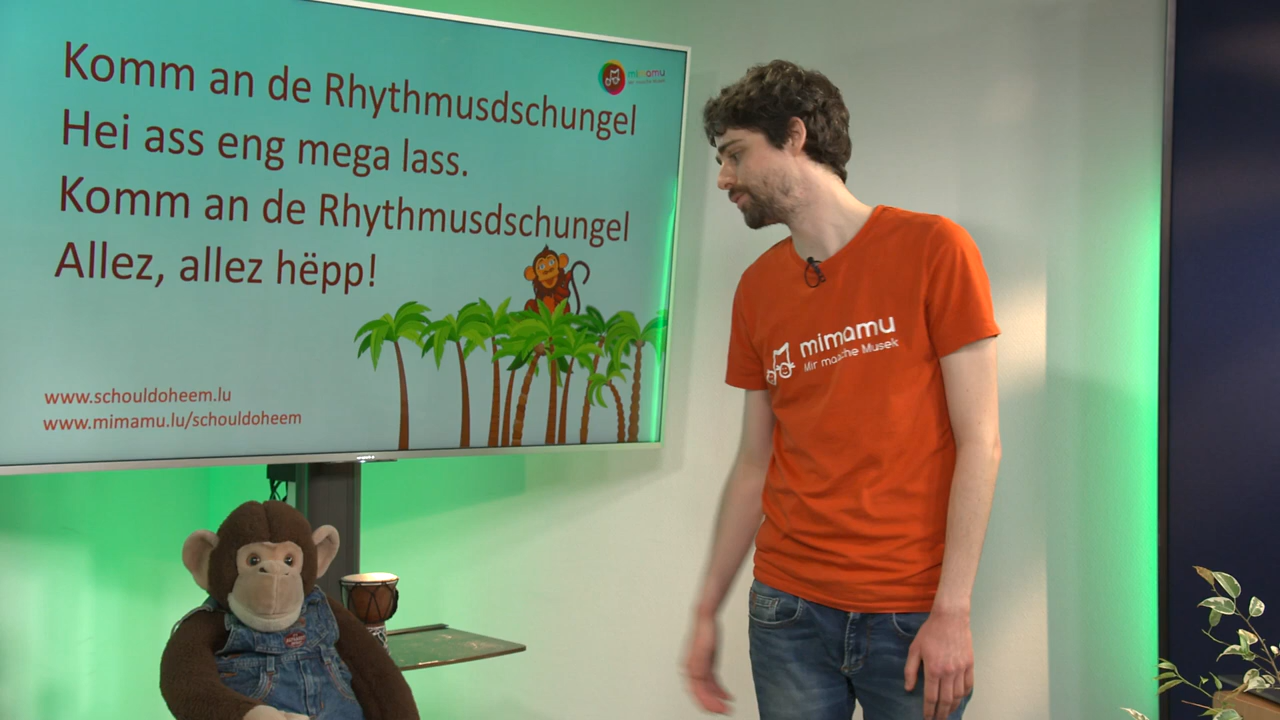 Komm an de Rhythmusdschungel
Hei ass eng mega lass.
Komm an de Rhythmusdschungel
Allez, allez hëpp!
www.schouldoheem.lu
www.mimamu.lu/schouldoheem
mimamu
mimamu
Mir maache Musek